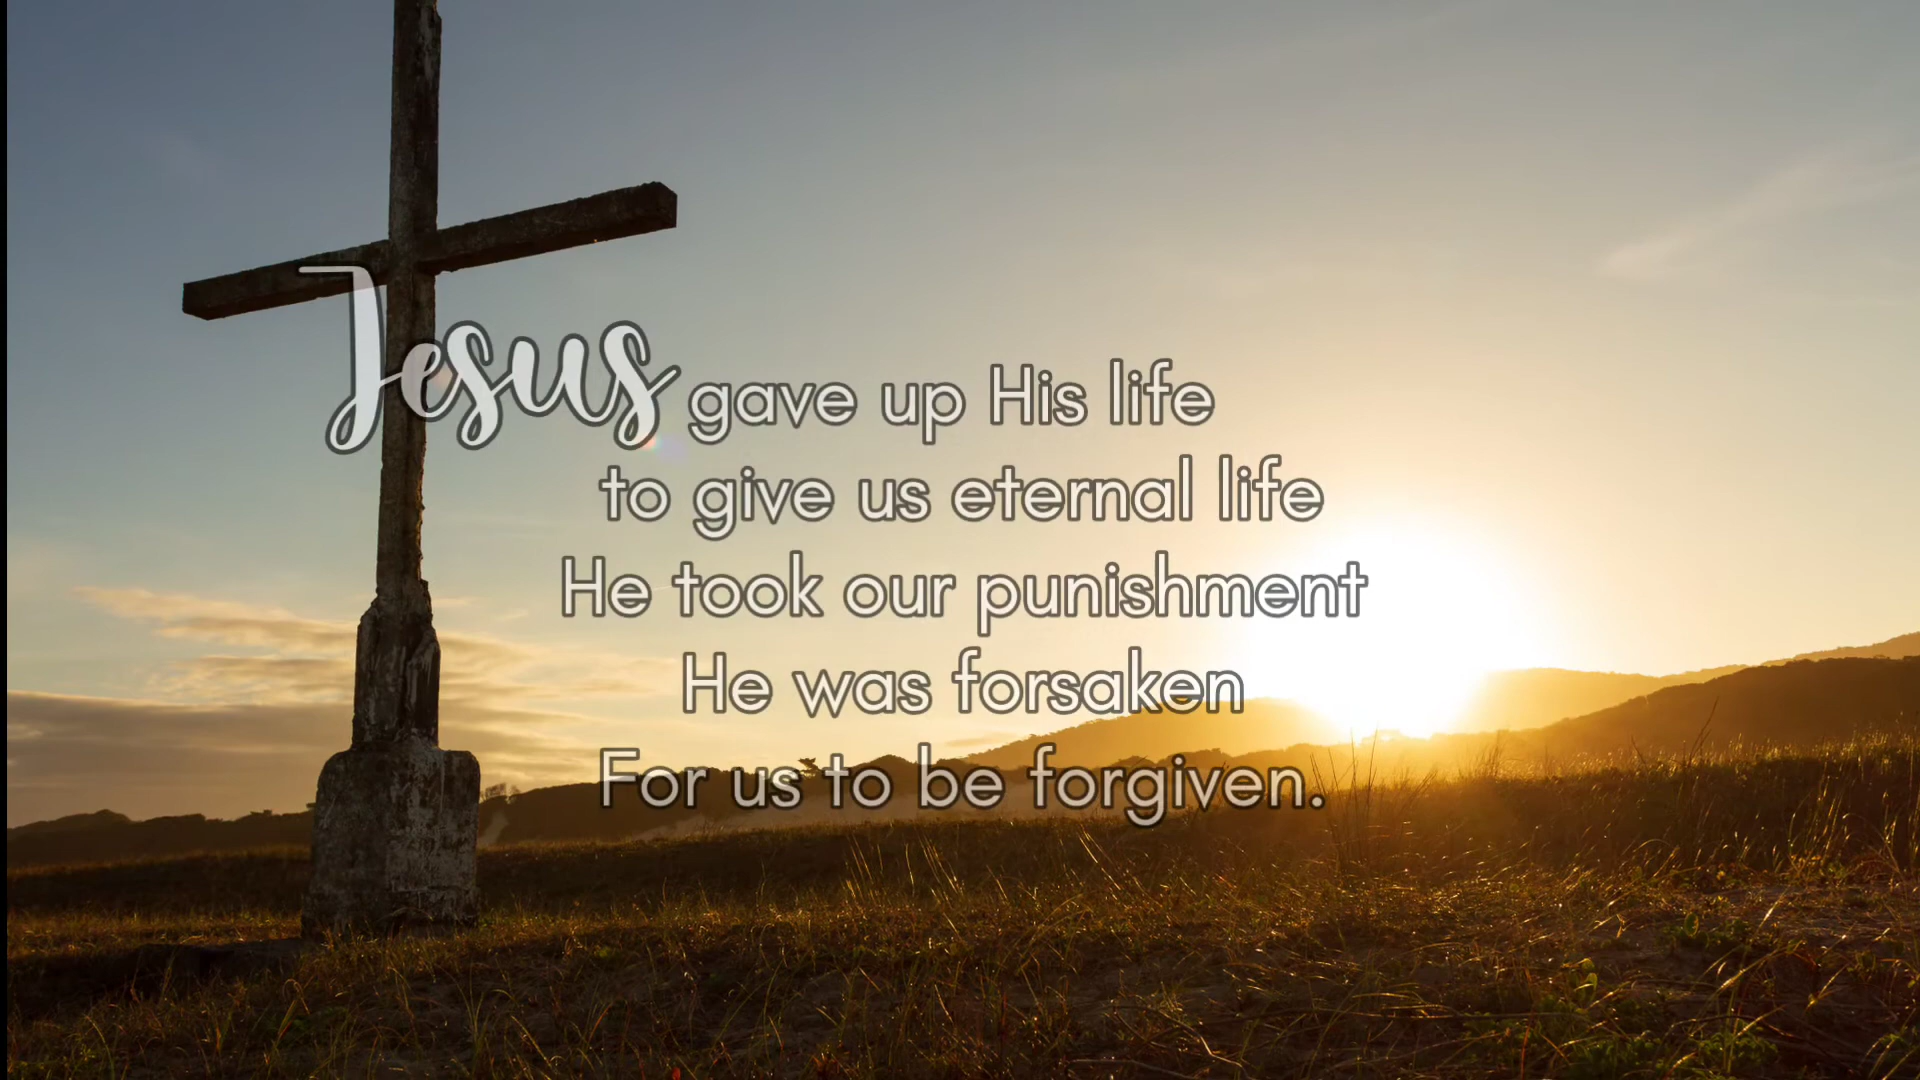 Jesus gave up His life
to give us eternal life
He took our punishment
He was forsaken
For us to be forgiven.